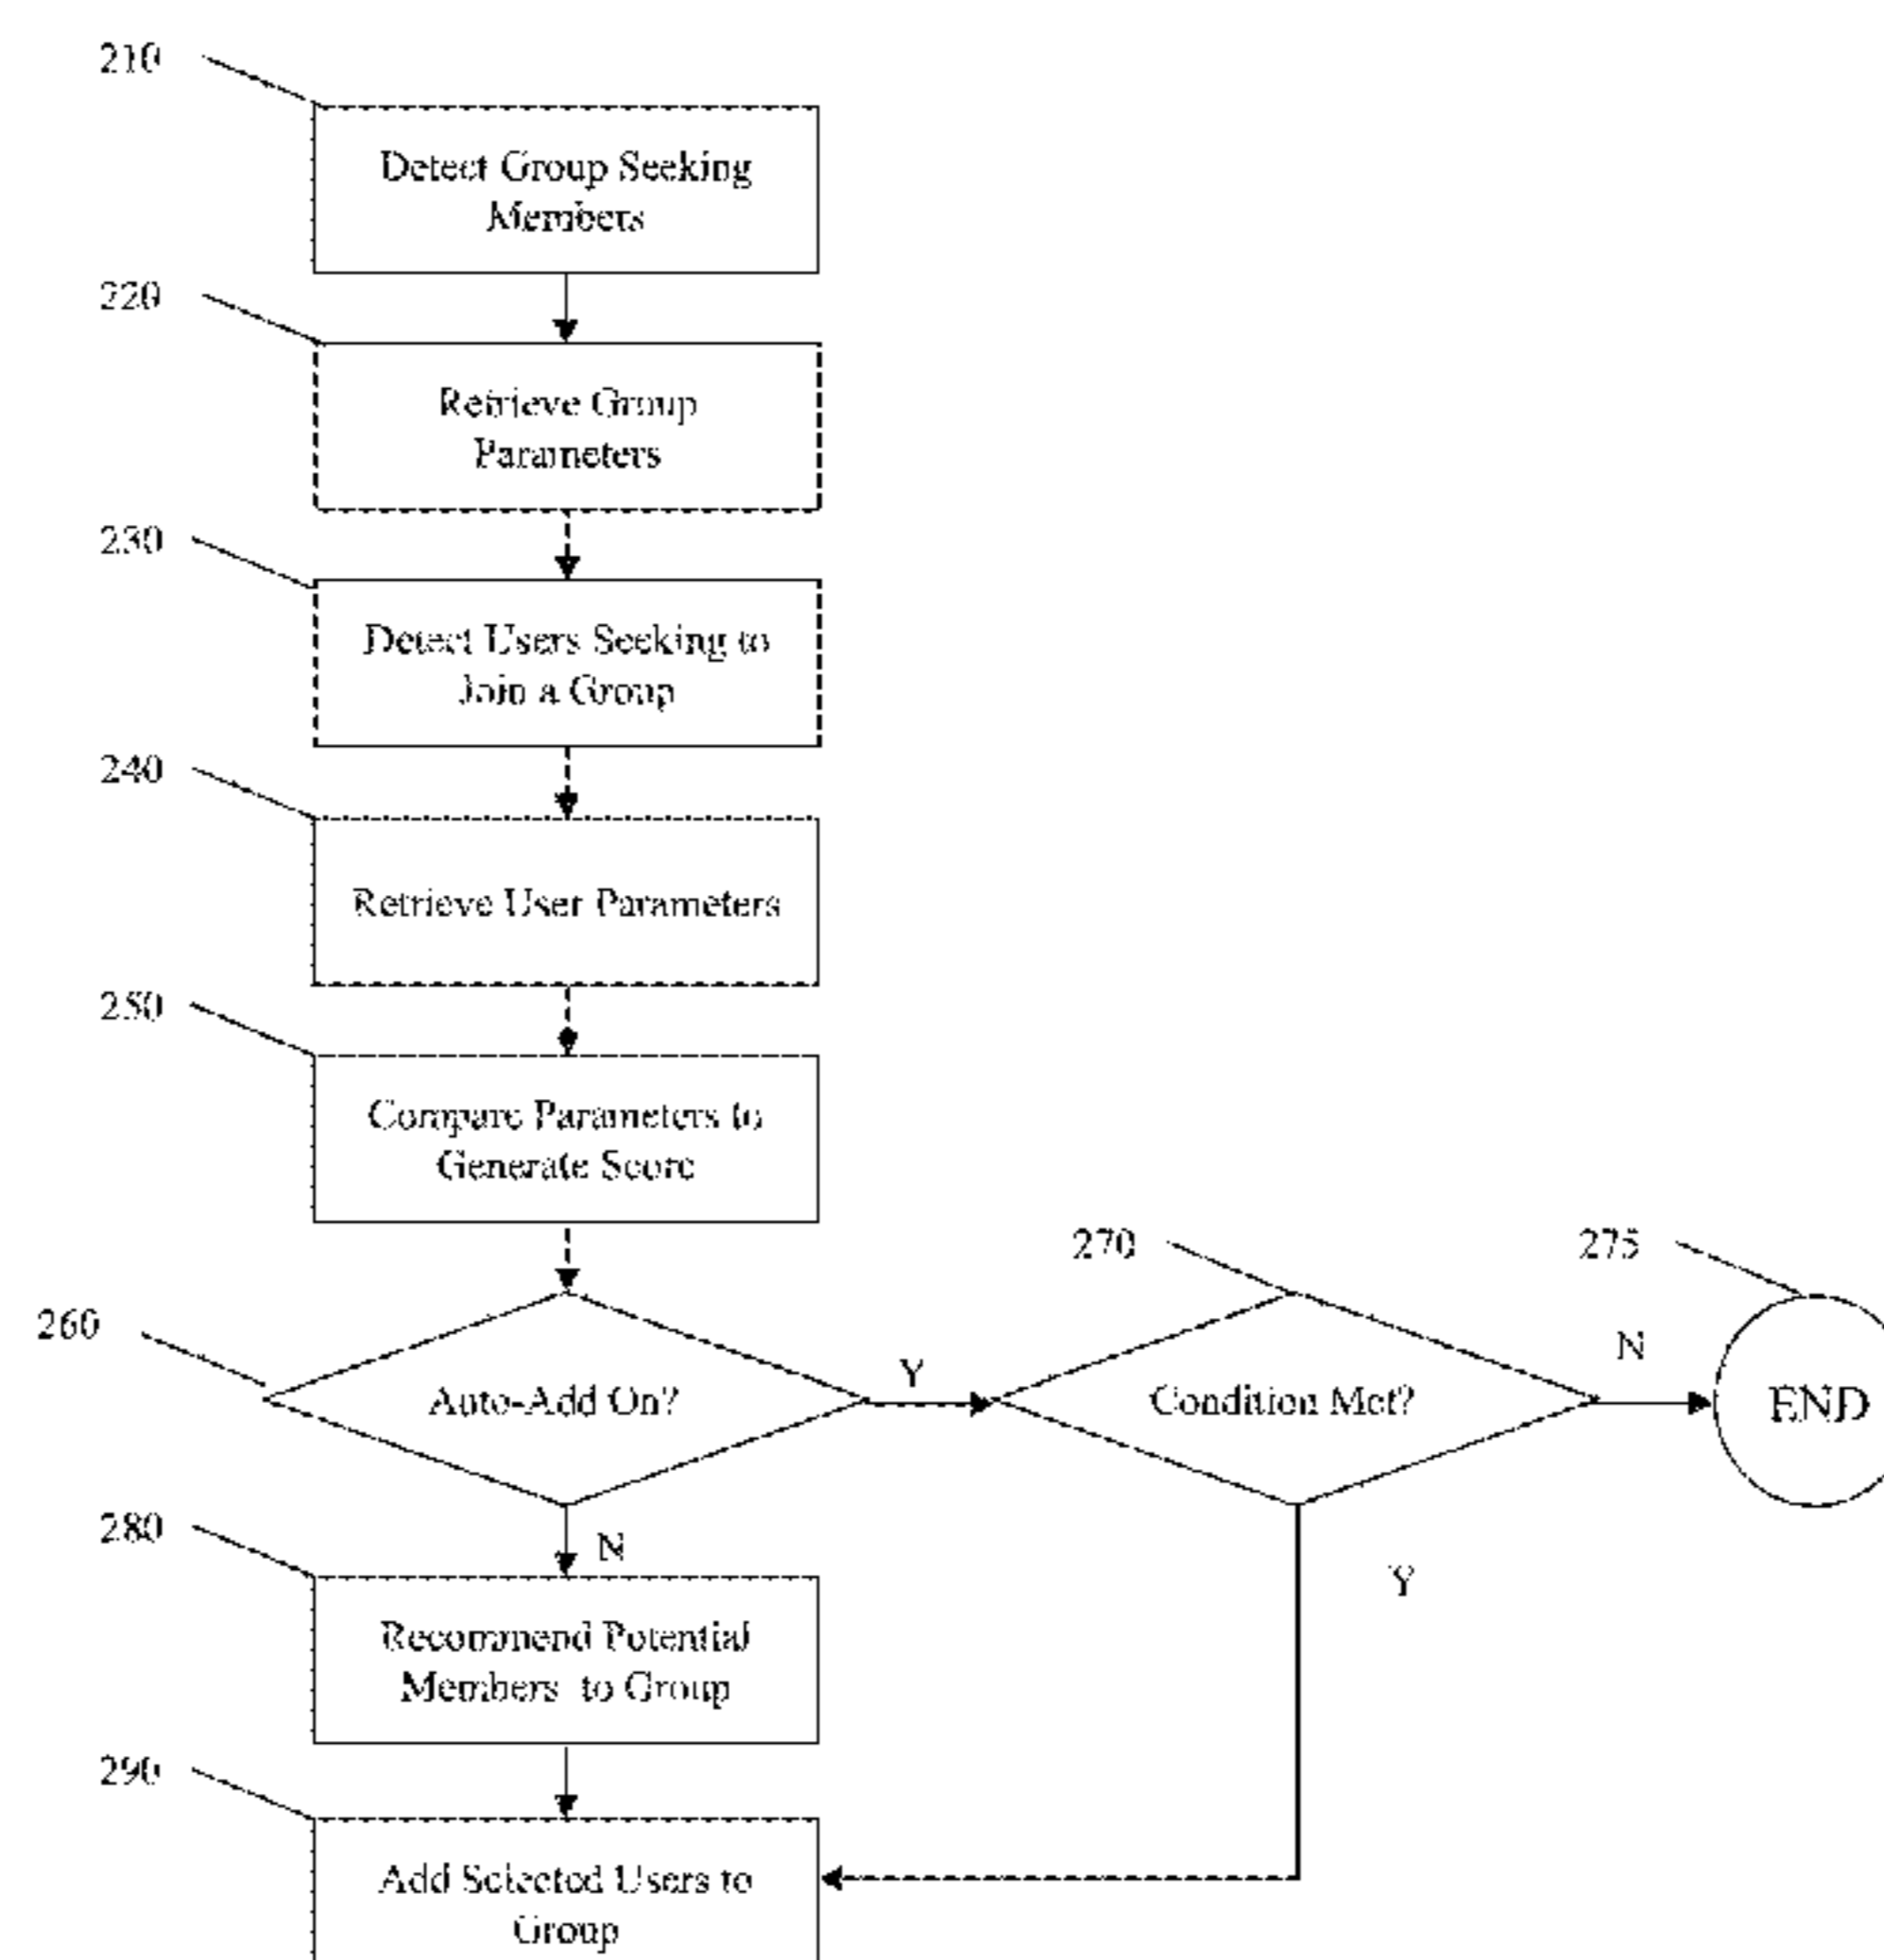 210
Detect Group Seeking
Members
220
Retrieve Group
Parameters
230
Detect Users Seeking to
Join a Group
240
Retrieve User Parameters
250
Compare Parameters to
Generate Score
260
Auto-Add On?
Y
270
Condition Met?
N
275
END
N
Y
280
Recommend Potential
Members to Group
290
Add Selected Users to
Group